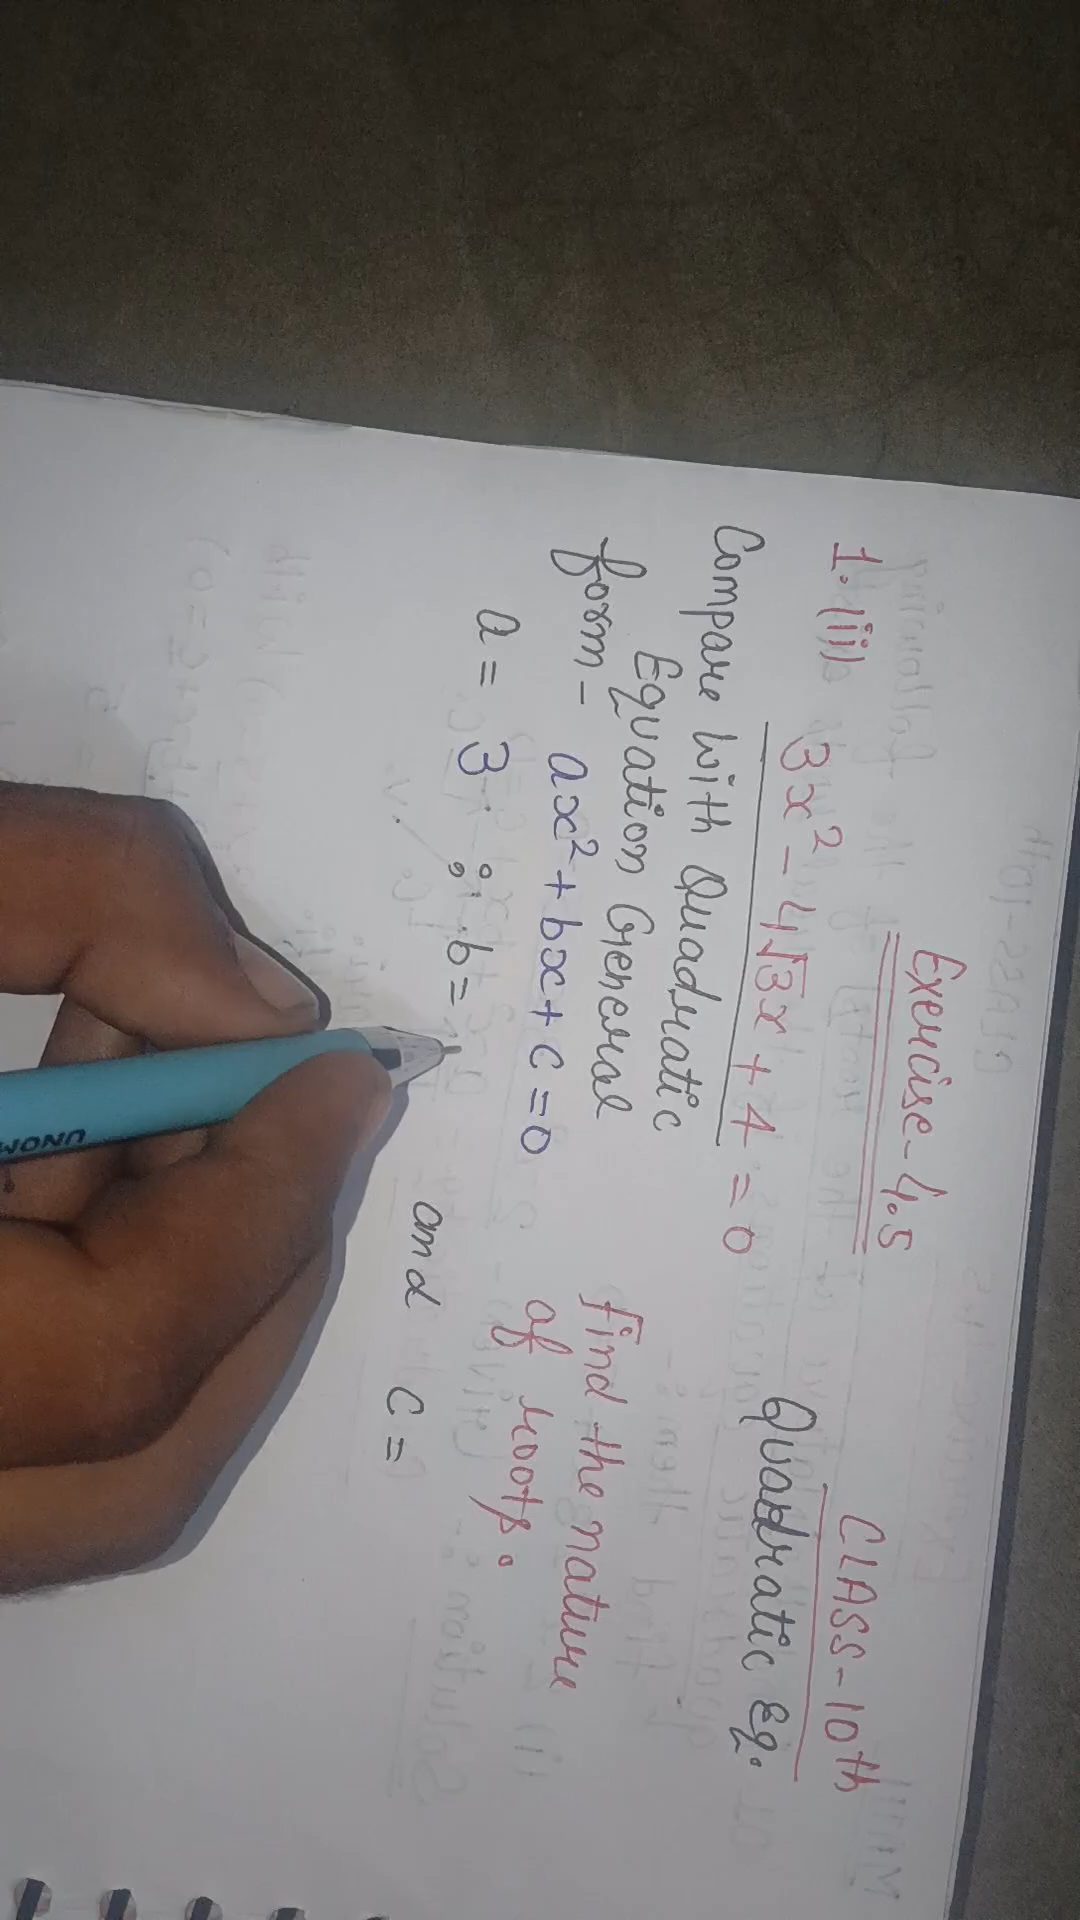 CLASS-10th
Exercise-4.5
Quadratic Eq.
1.(ii) 3x² - 4√3x + 4 = 0
Compare with Quadratic
Equation General
form - ax² + bx + c = 0
find the nature
of roots.
a = 3 ; b = and c =
UNOM